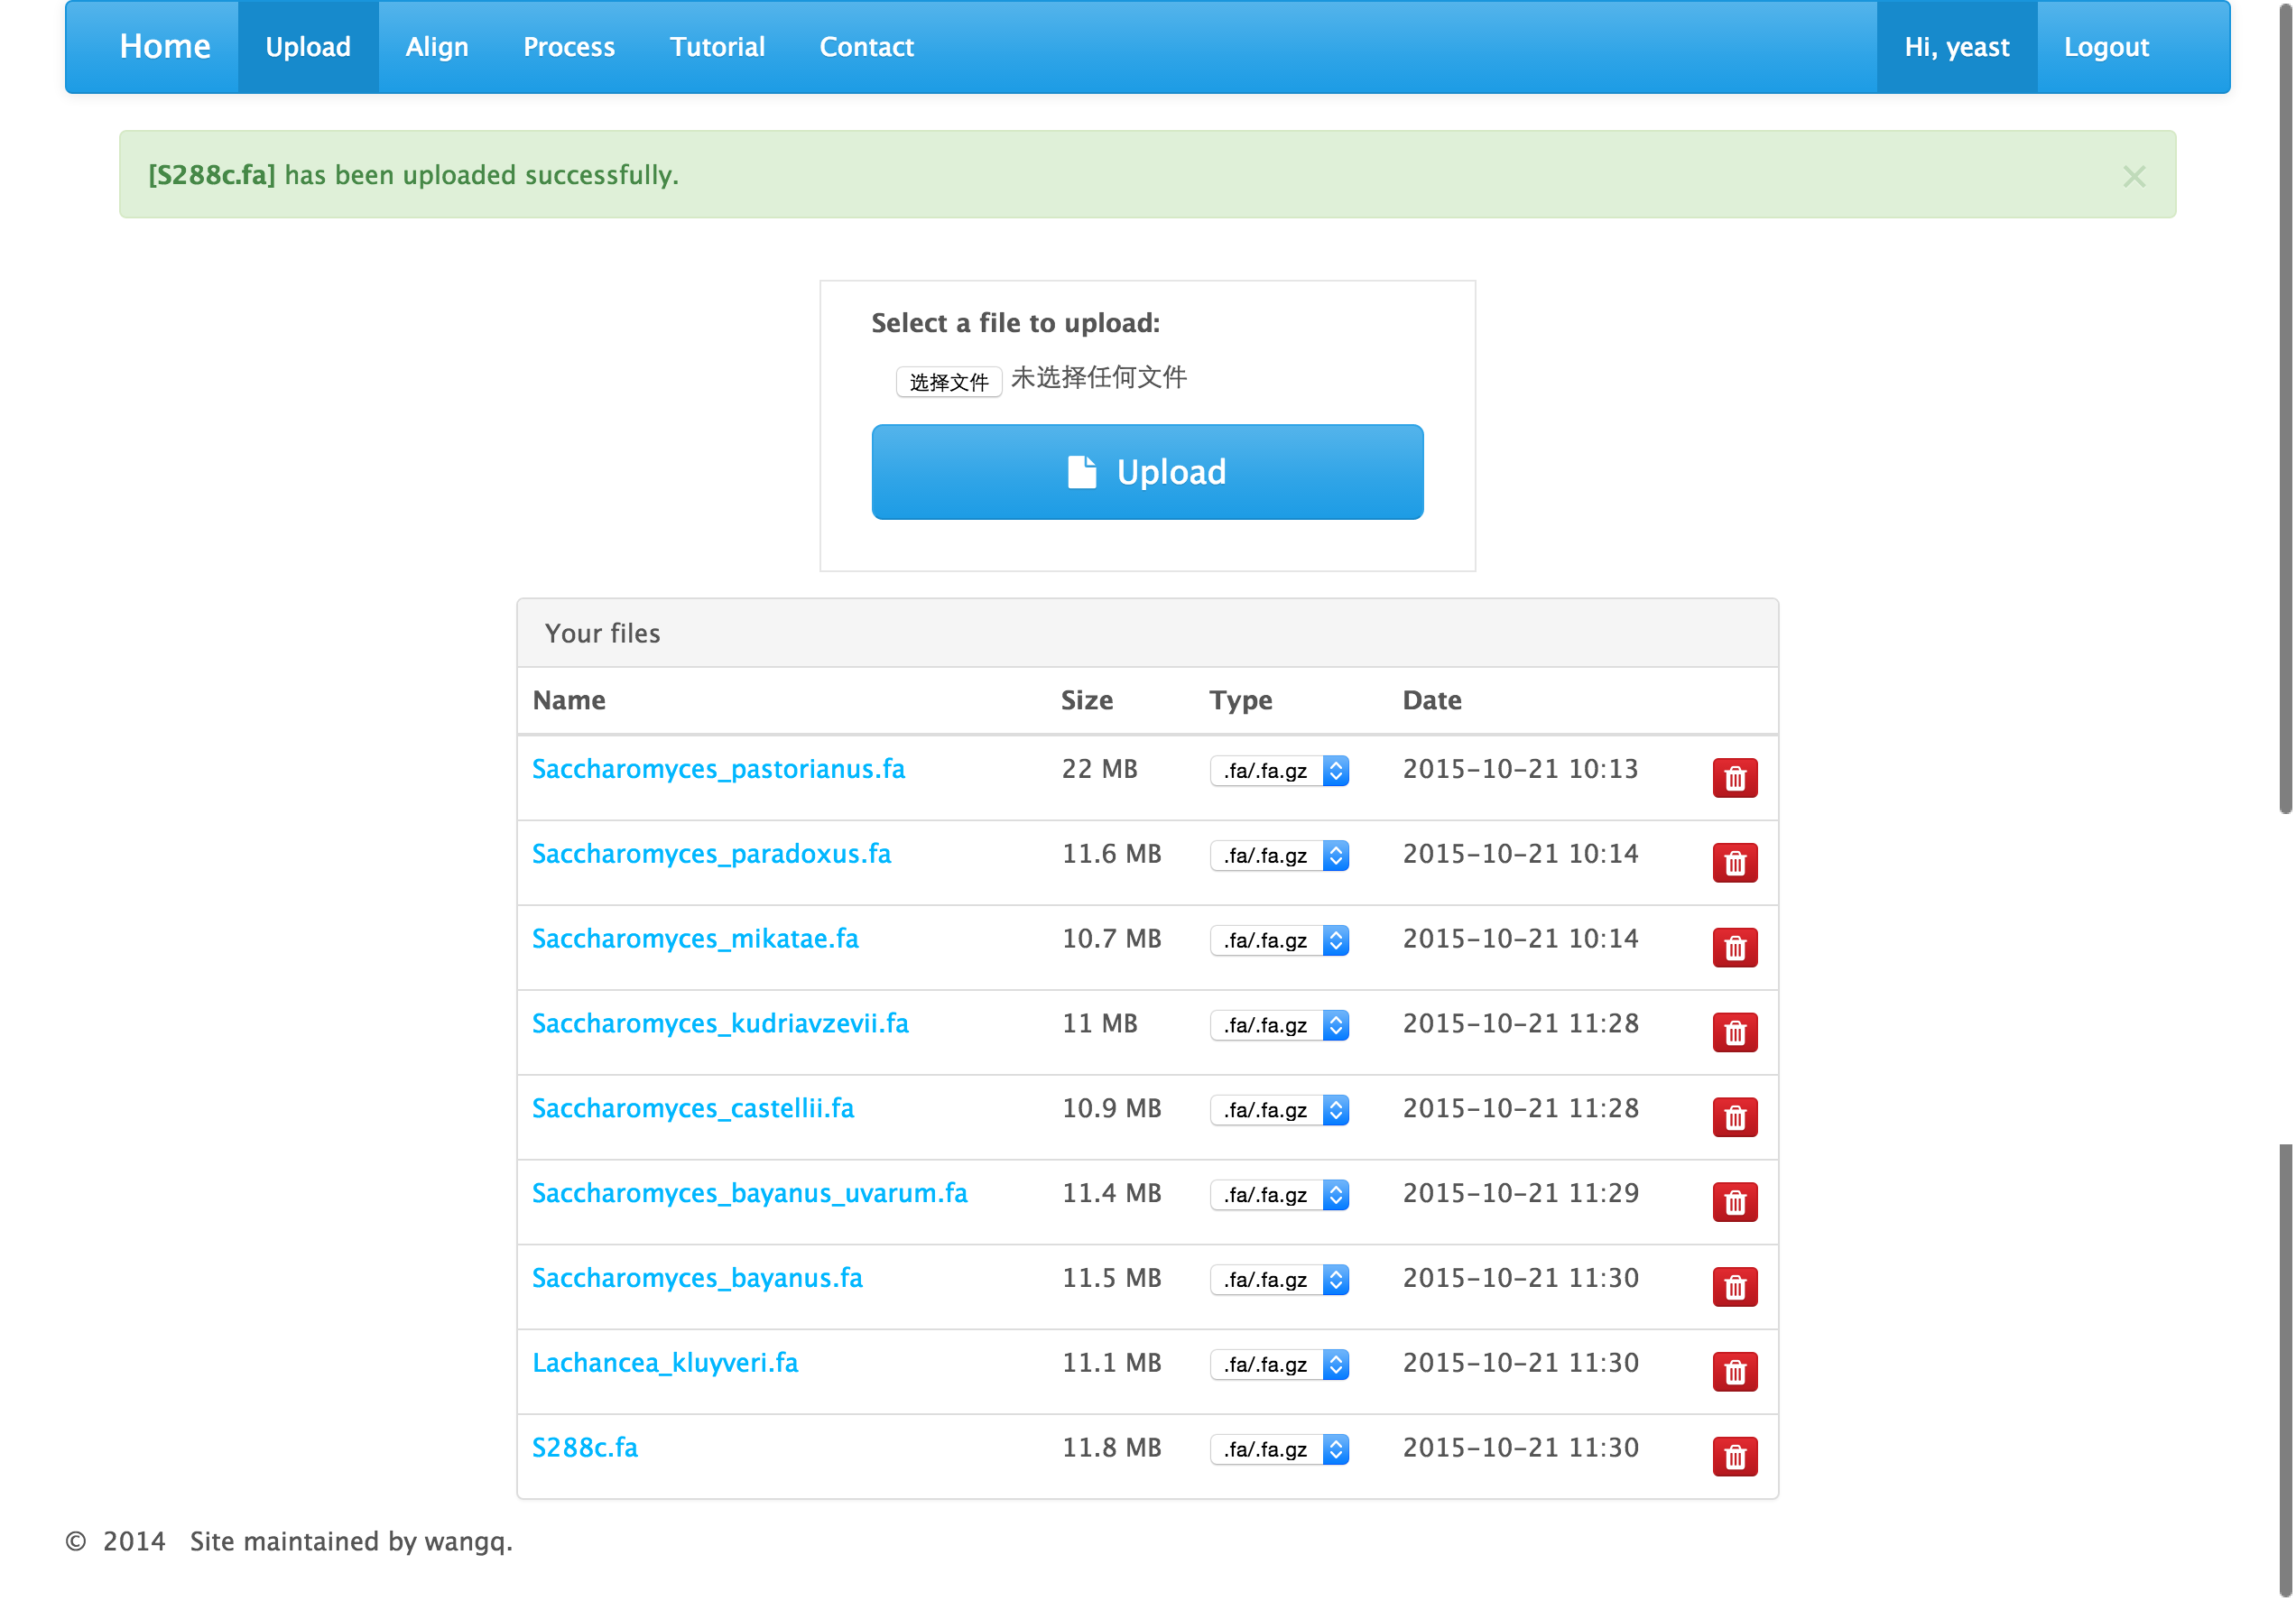 Home Upload Align Process Tutorial Contact Hi, yeast Logout
[S288c.fa] has been uploaded successfully. ×
Select a file to upload:
选择文件 未选择任何文件
Upload
Your files
Name Size Type Date
Saccharomyces_pastorianus.fa 22 MB .fa/.fa.gz 2015-10-21 10:13
Saccharomyces_paradoxus.fa 11.6 MB .fa/.fa.gz 2015-10-21 10:14
Saccharomyces_mikatae.fa 10.7 MB .fa/.fa.gz 2015-10-21 10:14
Saccharomyces_kudriavzevii.fa 11 MB .fa/.fa.gz 2015-10-21 11:28
Saccharomyces_castellii.fa 10.9 MB .fa/.fa.gz 2015-10-21 11:28
Saccharomyces_bayanus_uvarum.fa 11.4 MB .fa/.fa.gz 2015-10-21 11:29
Saccharomyces_bayanus.fa 11.5 MB .fa/.fa.gz 2015-10-21 11:30
Lachancea_kluyveri.fa 11.1 MB .fa/.fa.gz 2015-10-21 11:30
S288c.fa 11.8 MB .fa/.fa.gz 2015-10-21 11:30
© 2014 Site maintained by wangq.